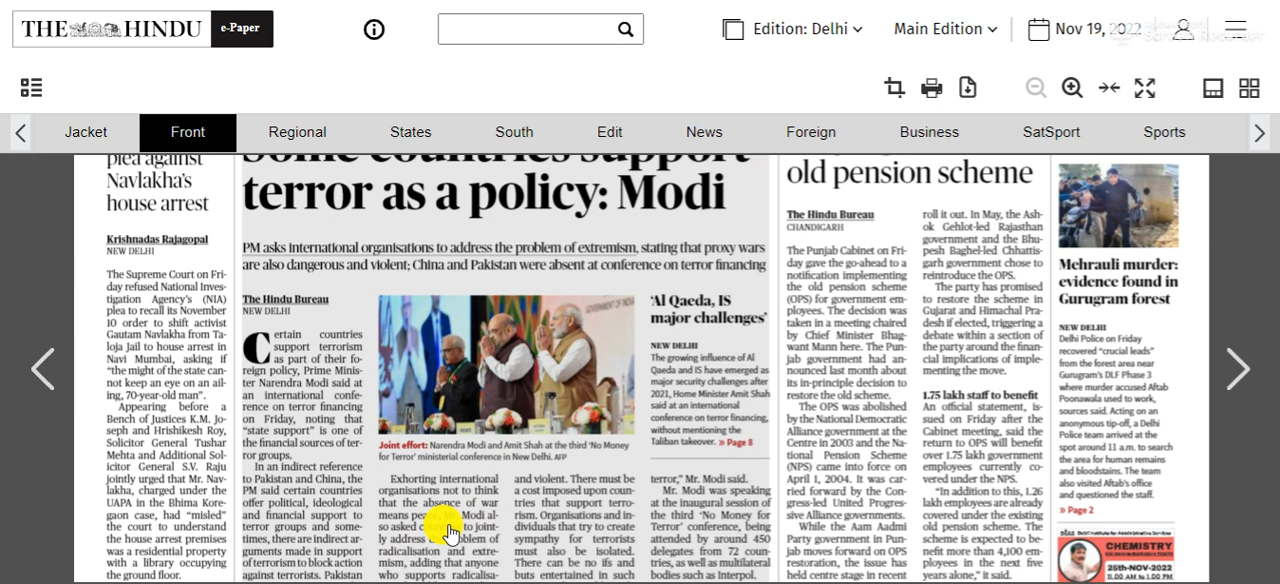 THE HINDU
e-Paper
Edition: Delhi
Main Edition
Nov 19, 2022
Jacket
Front
Regional
States
South
Edit
News
Foreign
Business
SatSport
Sports
plea against
Navlakha's
house arrest
Krishnadas Rajagopal
NEW DELHI
The Supreme Court on Fri-
day refused National Inves-
tigation Agency's (NIA)
plea to recall its November
10 order to shift activist
Gautam Navlakha from Ta-
loja Jail to house arrest in
Navi Mumbai, asking if
"the might of the state can-
not keep an eye on an ail-
ing, 70-year-old man".
Appearing before a
Bench of Justices K.M. Jo-
seph and Hrishikesh Roy,
Solicitor General Tushar
Mehta and Additional Sol-
icitor General S.V. Raju
jointly urged that Mr. Nav-
lakha, charged under the
UAPA in the Bhima Kore-
gaon case, had "misled"
the court to understand
the house arrest premises
was a residential property
with a library occupying
the ground floor.
Some countries support
terror as a policy: Modi
PM asks international organisations to address the problem of extremism, stating that proxy wars
are also dangerous and violent; China and Pakistan were absent at conference on terror financing
The Hindu Bureau
NEW DELHI
Certain countries
support terrorism
as part of their fo-
reign policy, Prime Minis-
ter Narendra Modi said at
an international confe-
rence on terror financing
on Friday, noting that
"state support" is one of
the financial sources of ter-
ror groups.
In an indirect reference
to Pakistan and China, the
PM said certain countries
offer political, ideological
and financial support to
terror groups and some-
times, there are indirect ar-
guments made in support
of terrorism to block action
against terrorists. Pakistan
GOVERNMENT OF INDIA
Joint effort: Narendra Modi and Amit Shah at the third 'No Money
for Terror' ministerial conference in New Delhi. AFP
Exhorting international
organisations not to think
that the absence of war
means Modi al-
so asked to joint-
ly address
radicalisation and extre-
mism, adding that anyone
who supports radicalisa-
and violent. There must be
a cost imposed upon coun-
tries that support terro-
rism. Organisations and in-
dividuals that try to create
sympathy for terrorists
must also be isolated.
There can be no ifs and
buts entertained in such
'Al Qaeda, IS
major challenges'
NEW DELHI
The growing influence of Al
Qaeda and IS have emerged as
major security challenges after
2021, Home Minister Amit Shah
said at an international
conference on terror financing,
without mentioning the
Taliban takeover. » Page 8
terror," Mr. Modi said.
Mr. Modi was speaking
at the inaugural session of
the third 'No Money for
Terror' conference, being
attended by around 450
delegates from 72 coun-
tries, as well as multilateral
bodies such as Interpol.
old pension scheme
The Hindu Bureau
CHANDIGARH
The Punjab Cabinet on Fri-
day gave the go-ahead to a
notification implementing
the old pension scheme
(OPS) for government em-
ployees. The decision was
taken in a meeting chaired
by Chief Minister Bhag-
want Mann here. The Pun-
jab government had an-
nounced last month about
its in-principle decision to
restore the old scheme.
The OPS was abolished
by the National Democratic
Alliance government at the
Centre in 2003 and the Na-
tional Pension Scheme
(NPS) came into force on
April 1, 2004. It was car-
ried forward by the Con-
gress-led United Progres-
sive Alliance governments.
While the Aam Aadmi
Party government in Pun-
jab moves forward on OPS
restoration, the issue has
held centre stage in recent
roll it out. In May, the Ash-
ok Gehlot-led Rajasthan
government and the Bhu-
pesh Baghel-led Chhattis-
garh government chose to
reintroduce the OPS.
The party has promised
to restore the scheme in
Gujarat and Himachal Pra-
desh if elected, triggering a
debate within a section of
the party around the finan-
cial implications of imple-
menting the move.
1.75 lakh staff to benefit
An official statement, is-
sued on Friday after the
Cabinet meeting, said the
return to OPS will benefit
over 1.75 lakh government
employees currently co-
vered under the NPS.
"In addition to this, 1.26
lakh employees are already
covered under the existing
old pension scheme. The
scheme is expected to be-
nefit more than 4,100 em-
ployees in the next five
years alone," it said.
Mehrauli murder:
evidence found in
Gurugram forest
NEW DELHI
Delhi Police on Friday
recovered "crucial leads"
from the forest area near
Gurugram's DLF Phase 3
where murder accused Aftab
Poonawala used to work,
sources said. Acting on an
anonymous tip-off, a Delhi
Police team arrived at the
spot around 11 a.m. to search
the area for human remains
and bloodstains. The team
also visited Aftab's office
and questioned the staff.
» Page 2
CHEMISTRY
25th-NOV-2022
11.00 AM to 1.00 PM